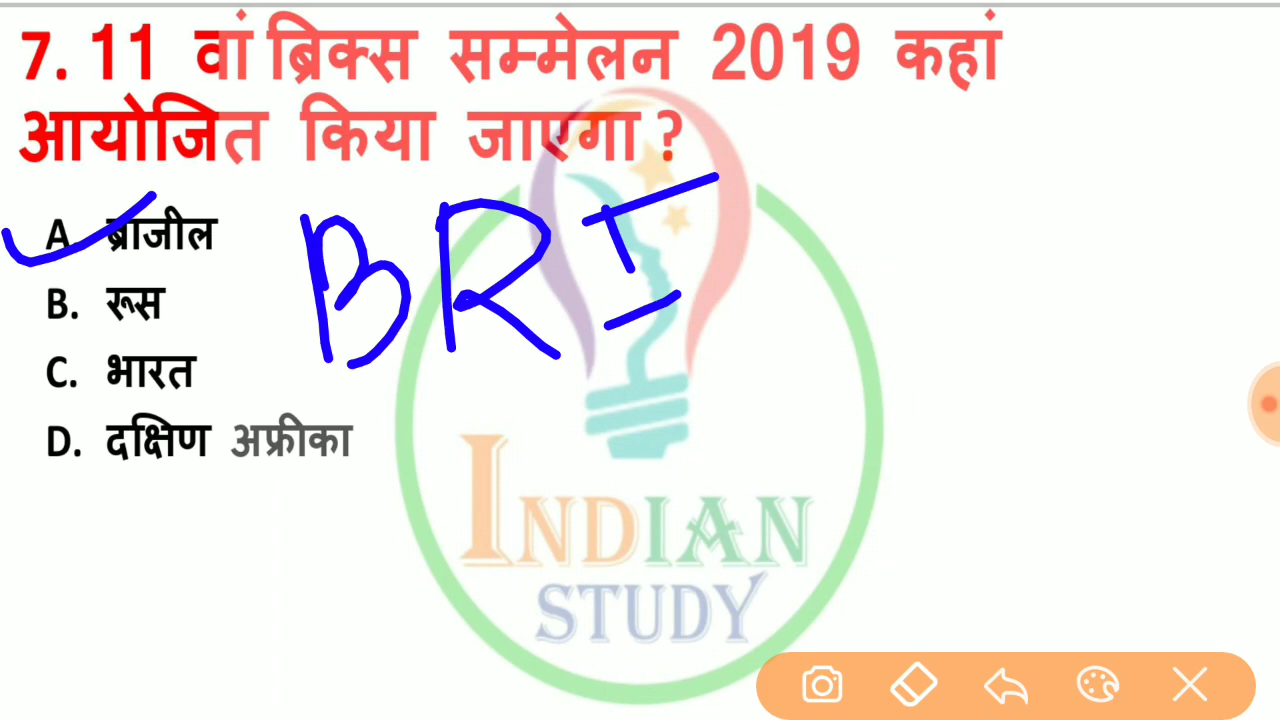 7. 11 वां ब्रिक्स सम्मेलन 2019 कहां
आयोजित किया जाएगा ?
A. ब्राजील
B. रूस
C. भारत
D. दक्षिण अफ्रीका
BRI
INDIAN
STUDY